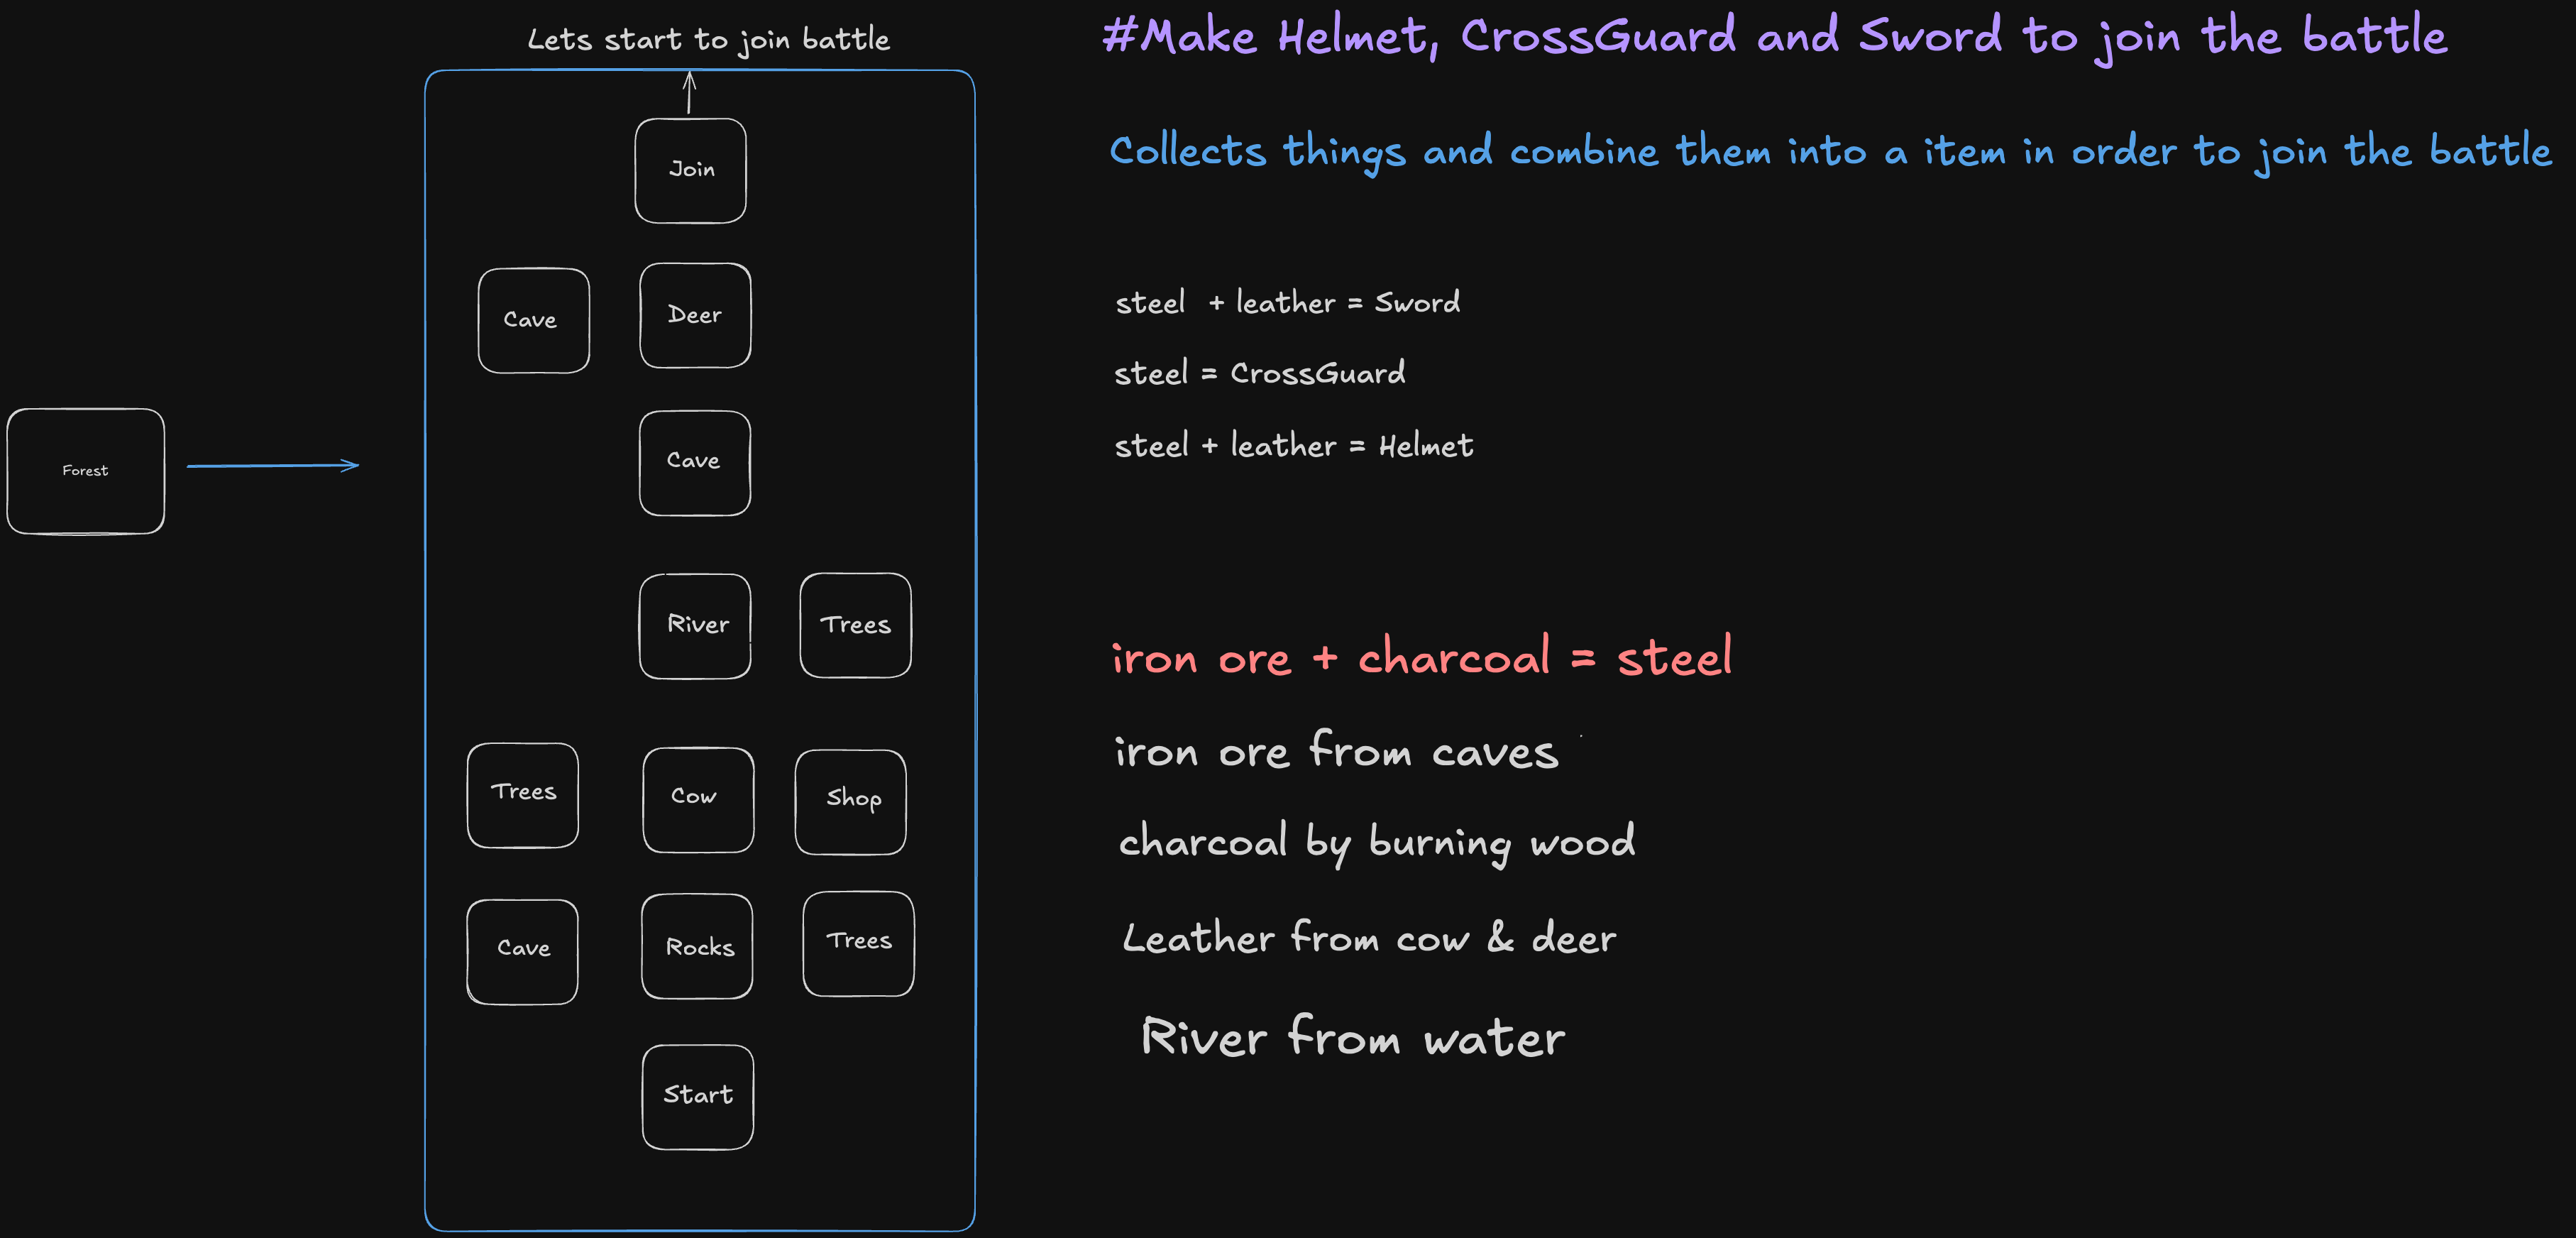 Lets start to join battle
#Make Helmet, CrossGuard and Sword to join the battle
Collects things and combine them into a item in order to join the battle
Join
Cave
Deer
Cave
Forest
River
Trees
Trees
Cow
Shop
Cave
Rocks
Trees
Start
steel + leather = Sword
steel = CrossGuard
steel + leather = Helmet
iron ore + charcoal = steel
iron ore from caves
charcoal by burning wood
Leather from cow & deer
River from water